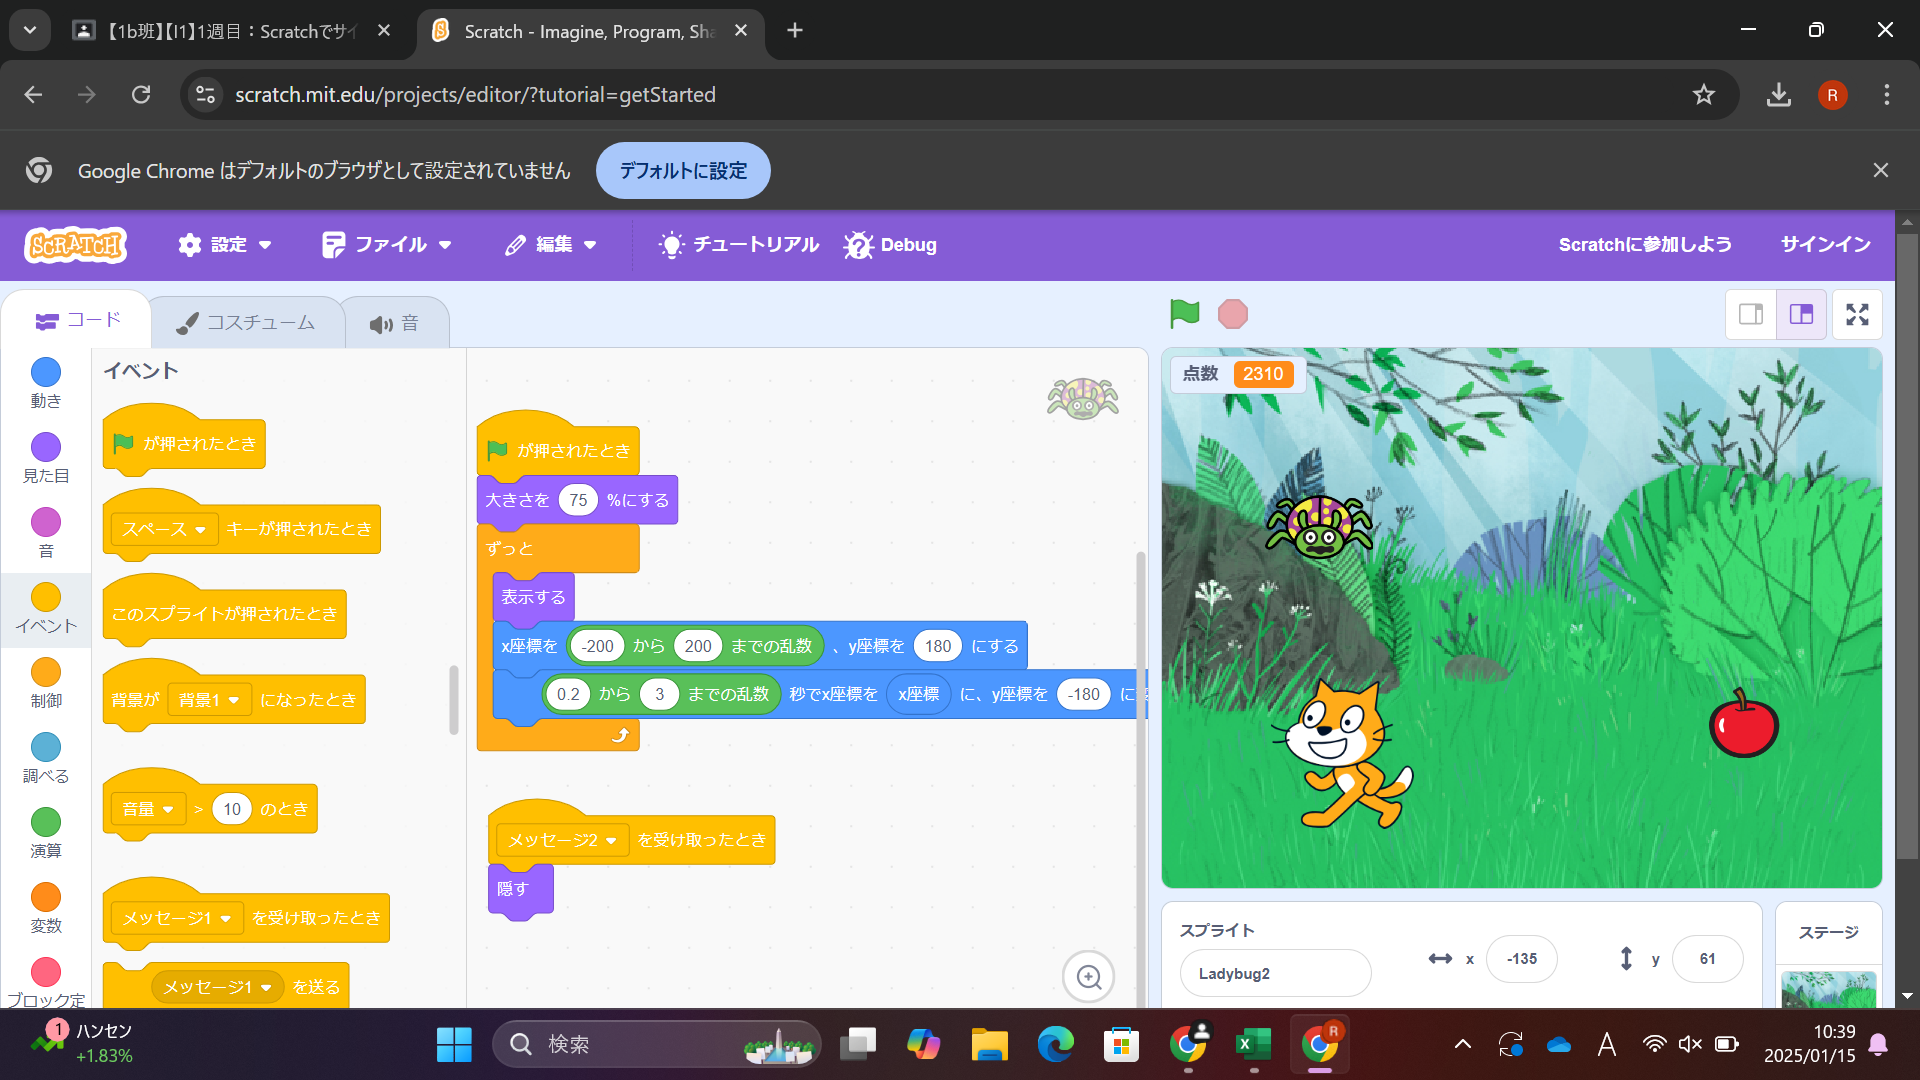 【1b班】【I1】1週目：Scratchでサイ
Scratch - Imagine, Program, Sha
scratch.mit.edu/projects/editor/?tutorial=getStarted
R
Google Chrome はデフォルトのブラウザとして設定されていません
デフォルトに設定
SCRATCH
設定
ファイル
編集
チュートリアル
Debug
Scratchに参加しよう
サインイン
コード
コスチューム
音
動き
見た目
音
イベント
制御
調べる
演算
変数
ブロック定
イベント
が押されたとき
スペース キーが押されたとき
このスプライトが押されたとき
背景が 背景1 になったとき
音量 > 10 のとき
メッセージ1 を受け取ったとき
メッセージ1 を送る
が押されたとき
大きさを 75 %にする
ずっと
表示する
x座標を -200 から 200 までの乱数 、y座標を 180 にする
0.2 から 3 までの乱数 秒でx座標を x座標 に、y座標を -180 に
メッセージ2 を受け取ったとき
隠す
点数 2310
スプライト
Ladybug2
x -135
y 61
ステージ
1
ハンセン
+1.83%
検索
R
A
10:39
2025/01/15